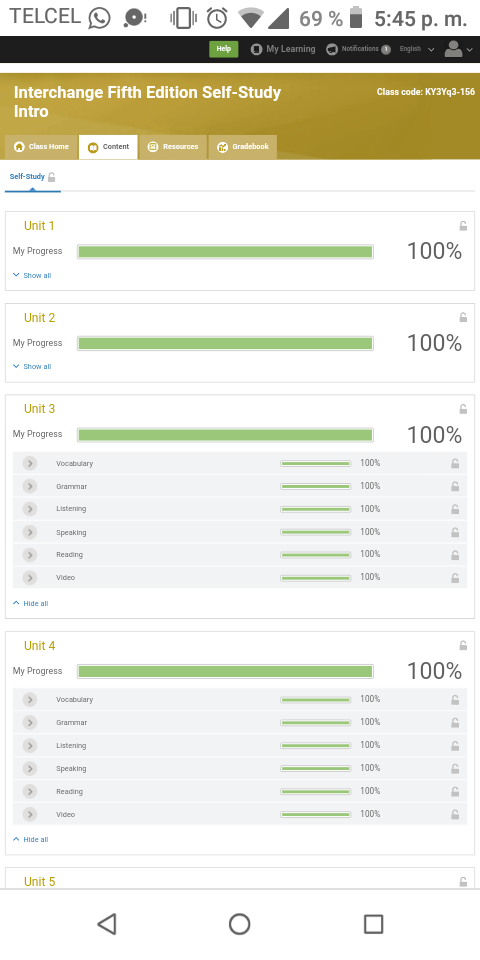 TELCEL 69 % 5:45 p. m.
Help My Learning Notifications 1 English
Interchange Fifth Edition Self-Study
Intro
Class code: KY3Yq3-156
Class Home Content Resources Gradebook
Self-Study
Unit 1
My Progress 100%
Show all
Unit 2
My Progress 100%
Show all
Unit 3
My Progress 100%
Vocabulary 100%
Grammar 100%
Listening 100%
Speaking 100%
Reading 100%
Video 100%
Hide all
Unit 4
My Progress 100%
Vocabulary 100%
Grammar 100%
Listening 100%
Speaking 100%
Reading 100%
Video 100%
Hide all
Unit 5